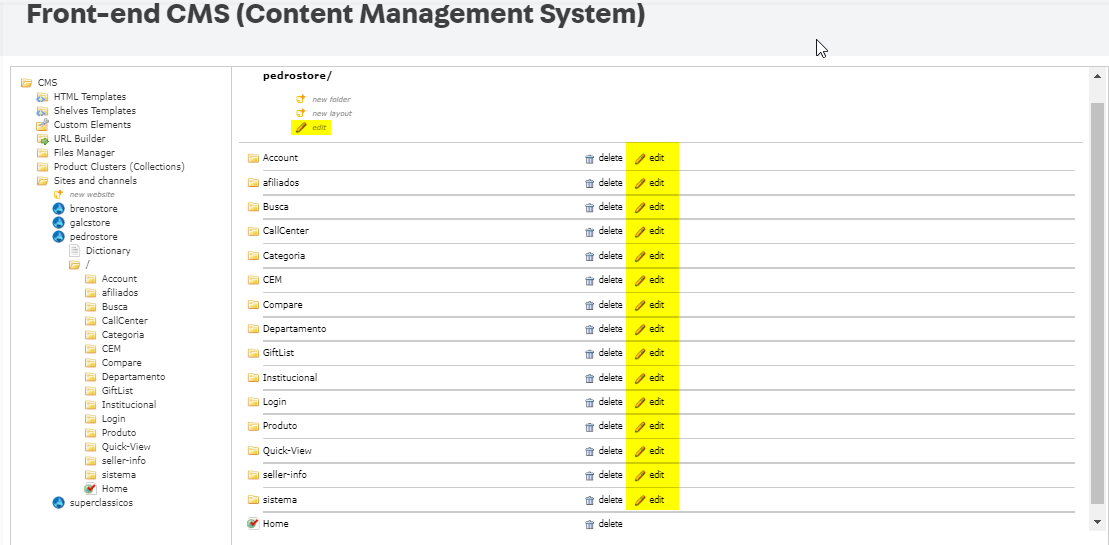 Front-end CMS (Content Management System)
CMS
HTML Templates
Shelves Templates
Custom Elements
URL Builder
Files Manager
Product Clusters (Collections)
Sites and channels
new website
brenostore
galcstore
pedrostore
Dictionary
/
Account
afiliados
Busca
CallCenter
Categoria
CEM
Compare
Departamento
GiftList
Institucional
Login
Produto
Quick-View
seller-info
sistema
Home
superclassicos
pedrostore/
new folder
new layout
edit
Account delete edit
afiliados delete edit
Busca delete edit
CallCenter delete edit
Categoria delete edit
CEM delete edit
Compare delete edit
Departamento delete edit
GiftList delete edit
Institucional delete edit
Login delete edit
Produto delete edit
Quick-View delete edit
seller-info delete edit
sistema delete edit
Home delete